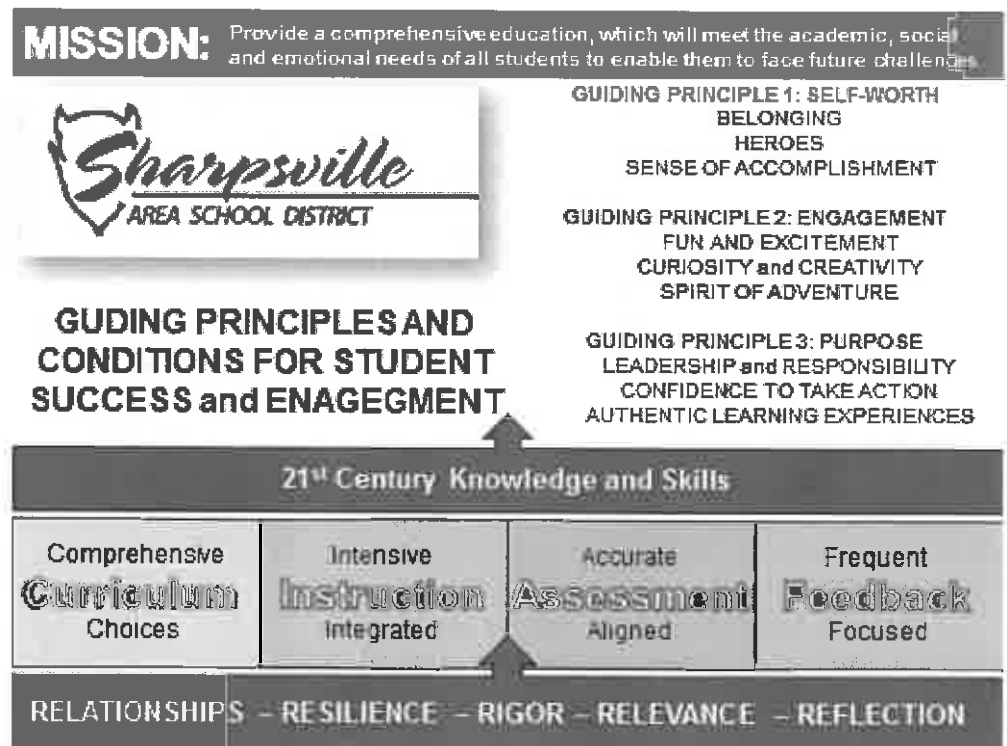 MISSION: Provide a comprehensive education, which will meet the academic, social
and emotional needs of all students to enable them to face future challenges
Sharpsville
AREA SCHOOL DISTRICT
GUDING PRINCIPLES AND
CONDITIONS FOR STUDENT
SUCCESS and ENAGEGMENT
GUIDING PRINCIPLE 1: SELF-WORTH
BELONGING
HEROES
SENSE OF ACCOMPLISHMENT
GUIDING PRINCIPLE 2: ENGAGEMENT
FUN AND EXCITEMENT
CURIOSITY and CREATIVITY
SPIRIT OF ADVENTURE
GUIDING PRINCIPLE 3: PURPOSE
LEADERSHIP and RESPONSIBILITY
CONFIDENCE TO TAKE ACTION
AUTHENTIC LEARNING EXPERIENCES
21st Century Knowledge and Skills
Comprehensive
Curriculum
Choices
Intensive
Instruction
Integrated
Accurate
Assessment
Aligned
Frequent
Feedback
Focused
RELATIONSHIPS – RESILIENCE – RIGOR – RELEVANCE – REFLECTION